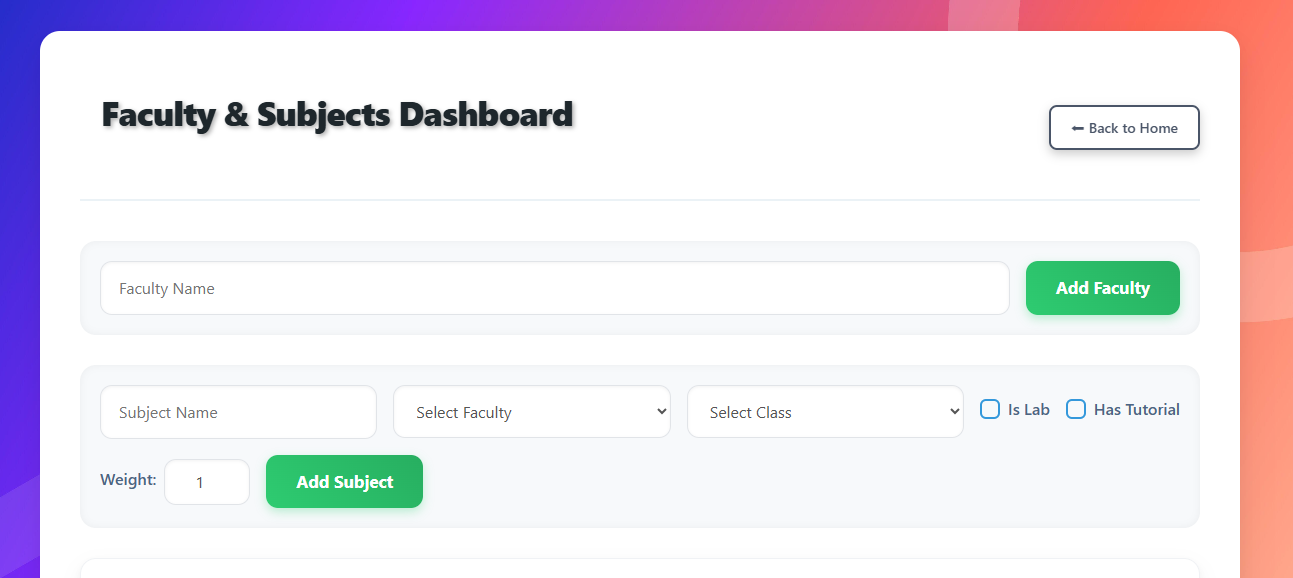 Faculty & Subjects Dashboard
⬅ Back to Home
Faculty Name
Add Faculty
Subject Name
Select Faculty
Select Class
Is Lab
Has Tutorial
Weight:
1
Add Subject